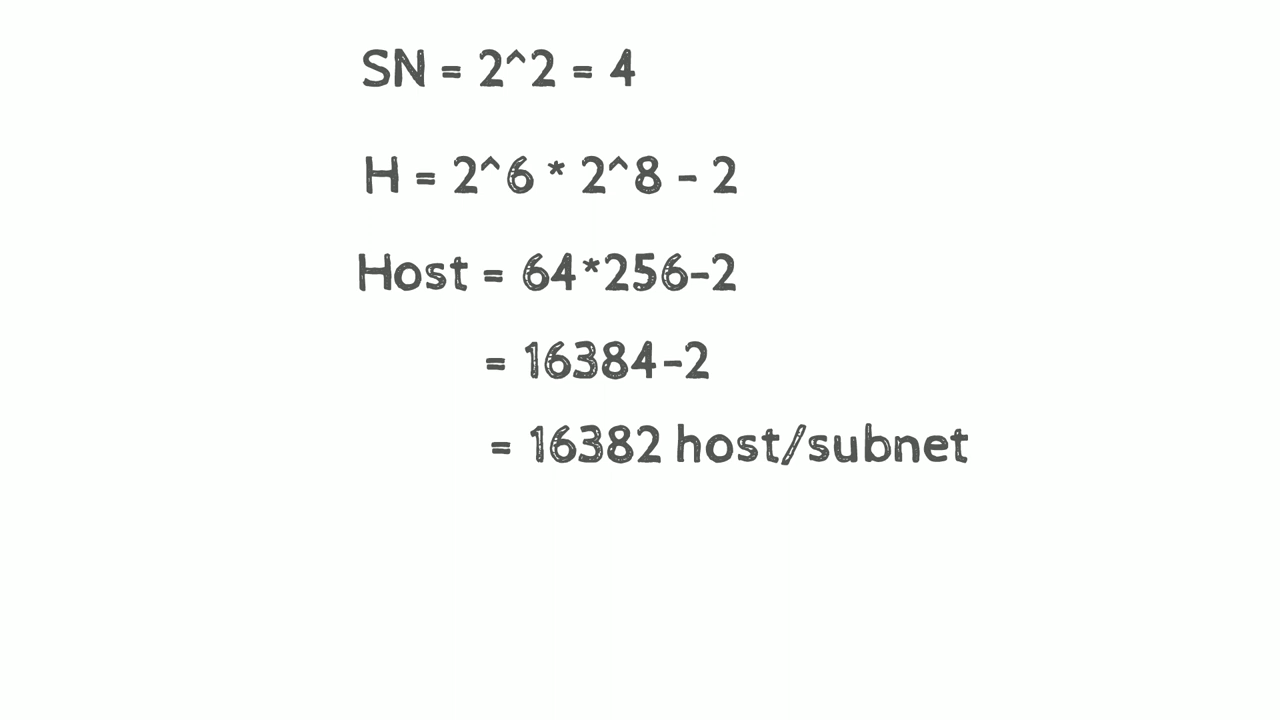 SN = 2^2 = 4
H = 2^6 * 2^8 - 2
Host = 64*256-2
= 16384-2
= 16382 host/subnet